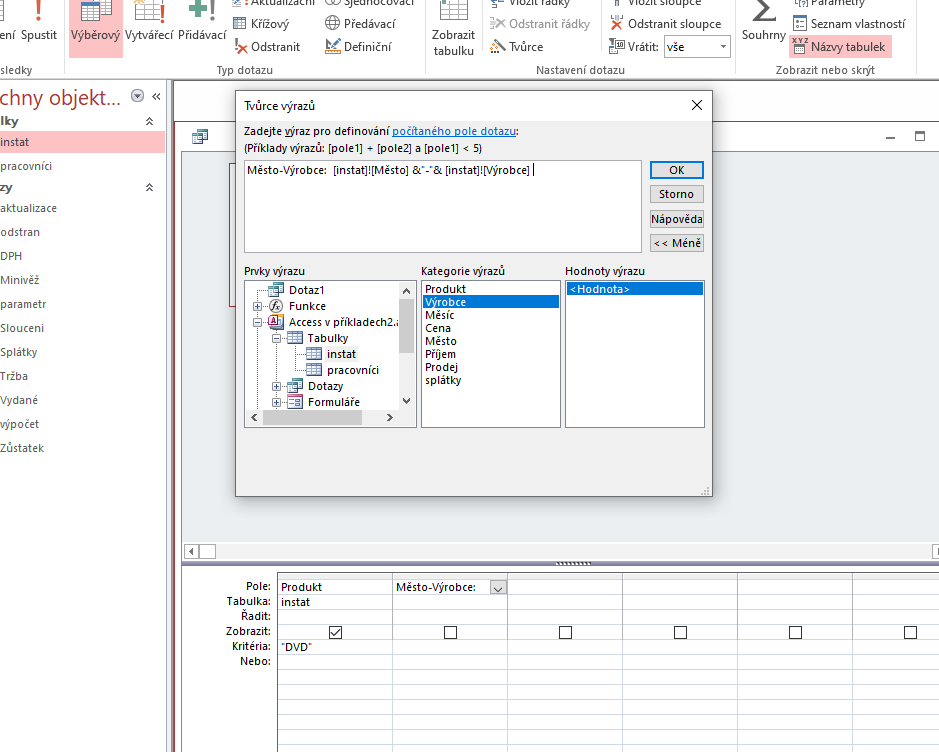 Aktualizační
Sjednocovací
Vložit řádky
Vložit sloupce
Parametry
Spustit
Výběrový
Vytvářecí
Přidávací
Křížový
Předávací
Zobrazit
tabulku
Odstranit řádky
Odstranit sloupce
Souhrny
Seznam vlastností
Odstranit
Definiční
Tvůrce
Vrátit:
vše
XYZ
Názvy tabulek
sledky
Typ dotazu
Nastavení dotazu
Zobrazit nebo skrýt
chny objekt... «
lky
instat
pracovníci
zy
aktualizace
odstran
DPH
Minivěž
parametr
Slouceni
Splátky
Tržba
Vydané
výpočet
Zůstatek
Tvůrce výrazů
Zadejte výraz pro definování počítaného pole dotazu:
(Příklady výrazů: [pole1] + [pole2] a [pole1] < 5)
Město-Výrobce:  [instat]![Město] &"-"& [instat]![Výrobce]
OK
Storno
Nápověda
<< Méně
Prvky výrazu
Dotaz1
Funkce
Access v příkladech2.a
Tabulky
instat
pracovníci
Dotazy
Formuláře
Kategorie výrazů
Produkt
Výrobce
Měsíc
Cena
Město
Příjem
Prodej
splátky
Hodnoty výrazu
<Hodnota>
Pole: Produkt Město-Výrobce:
Tabulka: instat
Řadit:
Zobrazit:
Kritéria: "DVD"
Nebo: